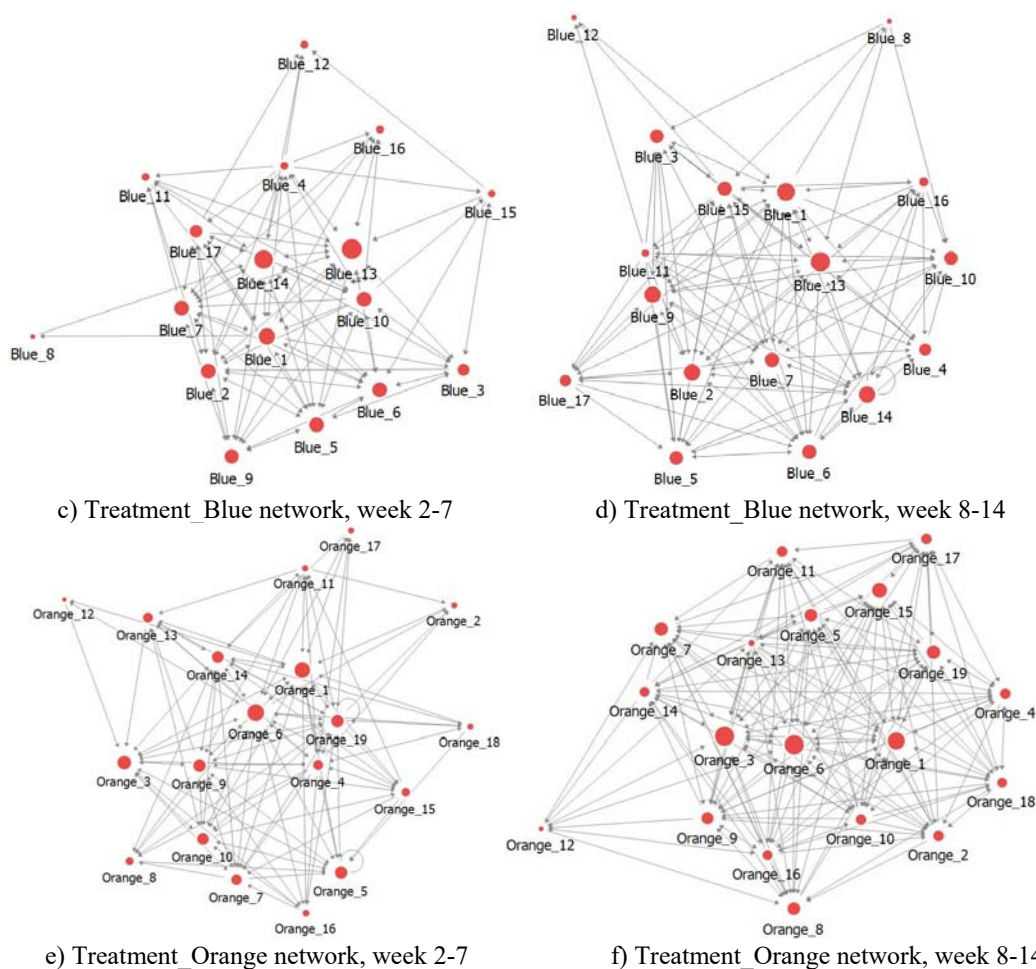 Blue_12
Blue_16
Blue_4
Blue_11
Blue_15
Blue_17
Blue_13
Blue_14
Blue_10
Blue_7
Blue_8
Blue_1
Blue_2
Blue_3
Blue_6
Blue_5
Blue_9
c) Treatment_Blue network, week 2-7
Blue_12
Blue_8
Blue_3
Blue_16
Blue_15
Blue_1
Blue_11
Blue_10
Blue_13
Blue_9
Blue_4
Blue_7
Blue_2
Blue_17
Blue_14
Blue_5
Blue_6
d) Treatment_Blue network, week 8-14
Orange_17
Orange_11
Orange_12
Orange_2
Orange_13
Orange_14
Orange_1
Orange_6
Orange_19
Orange_18
Orange_3
Orange_9
Orange_4
Orange_15
Orange_10
Orange_8
Orange_7
Orange_5
Orange_16
e) Treatment_Orange network, week 2-7
Orange_17
Orange_11
Orange_15
Orange_5
Orange_7
Orange_13
Orange_19
Orange_14
Orange_4
Orange_3
Orange_6
Orange_1
Orange_18
Orange_9
Orange_10
Orange_12
Orange_2
Orange_16
Orange_8
f) Treatment_Orange network, week 8-14